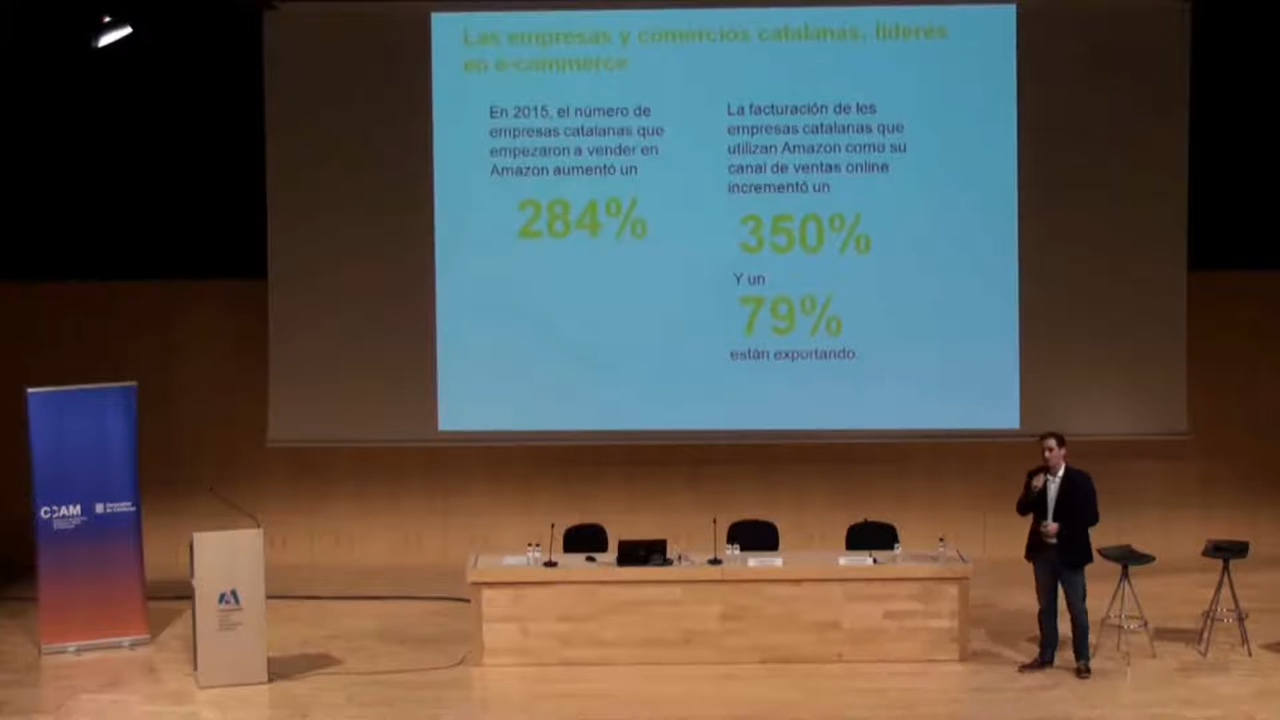 Las empresas y comercios catalanas, líderes
en e-commerce
En 2015, el número de
empresas catalanas que
empezaron a vender en
Amazon aumentó un
284%
La facturación de les
empresas catalanas que
utilizan Amazon como su
canal de ventas online
incrementó un
350%
Y un
79%
están exportando.
CCAM